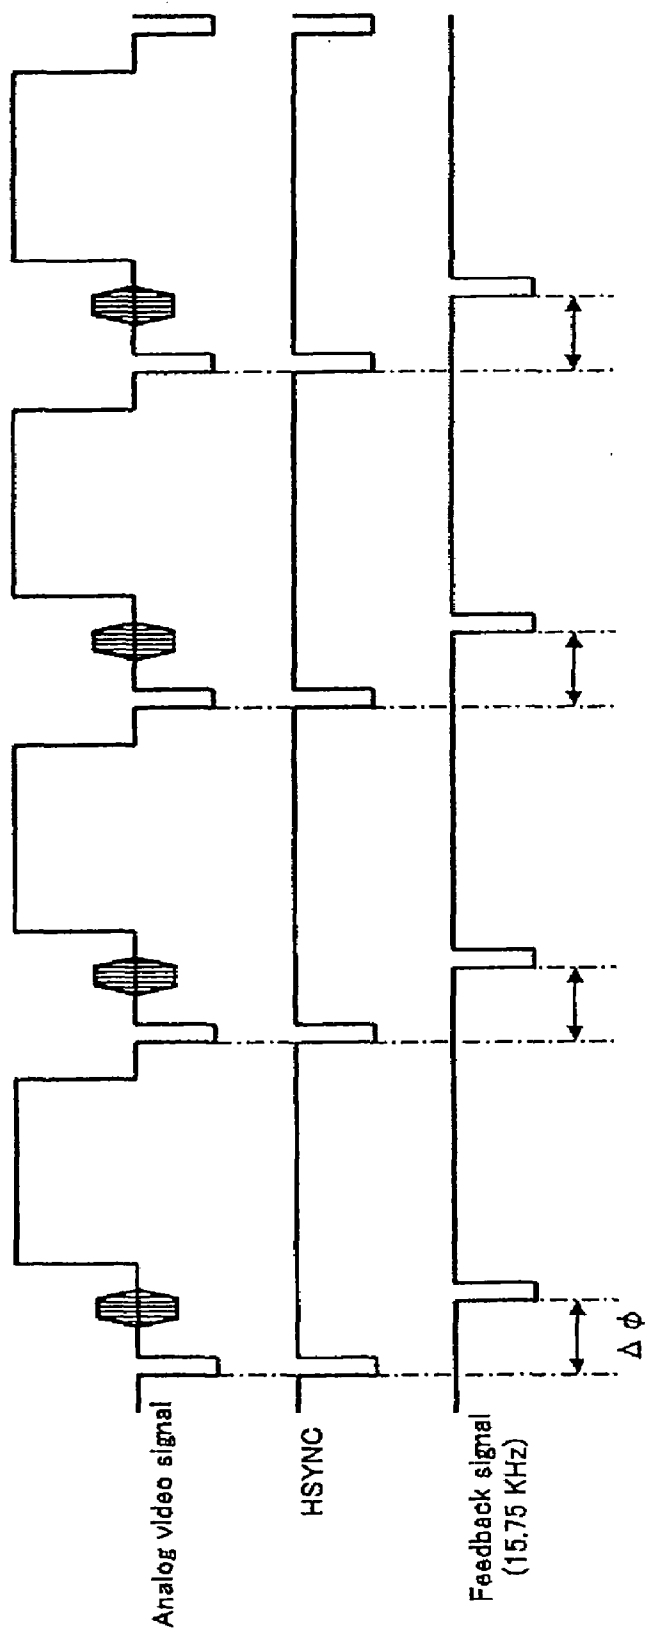 Analog video signal
HSYNC
Feedback signal
(15.75 KHz)
Δ ϕ